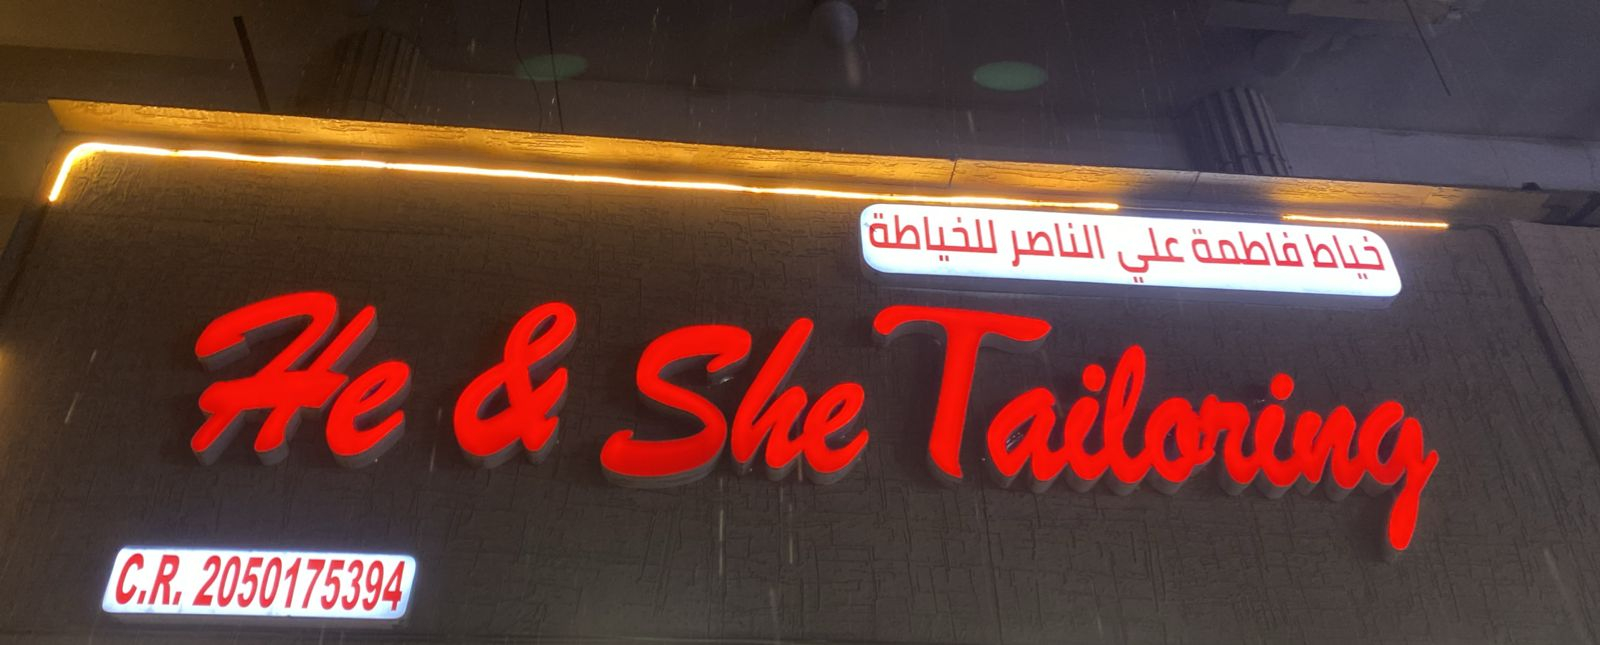 خياط فاطمة علي الناصر للخياطة
He & She Tailoring
C.R. 2050175394